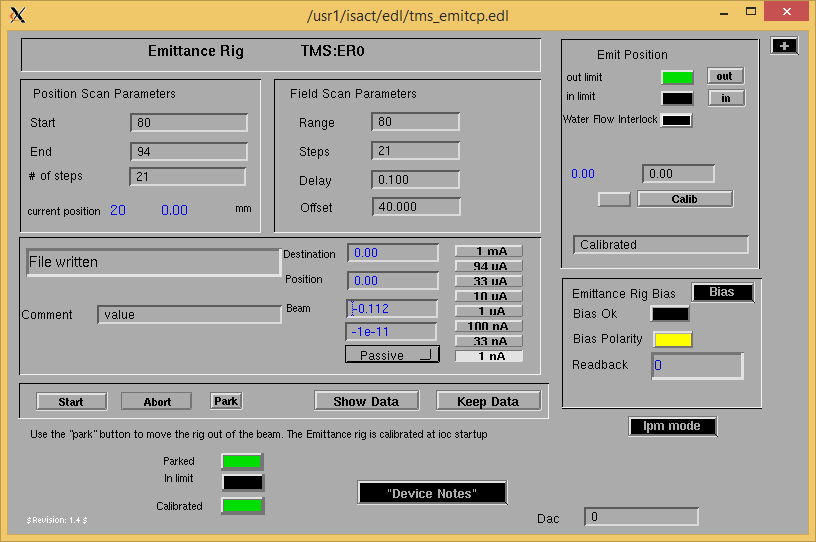 /usr1/isact/edl/tms_emitcp.edl
Emittance Rig TMS:ER0
+
Position Scan Parameters
Start 80
End 94
# of steps 21
current position 20 0.00 mm
Field Scan Parameters
Range 80
Steps 21
Delay 0.100
Offset 40.000
Emit Position
out limit out
in limit in
Water Flow Interlock
0.00 0.00
Calib
Calibrated
File written
Comment value
Destination 0.00
Position 0.00
Beam -0.112
-1e-11
Passive
1 mA
94 uA
33 uA
10 uA
1 uA
100 nA
33 nA
1 nA
Emittance Rig Bias Bias
Bias Ok
Bias Polarity
Readback 0
Start Abort Park Show Data Keep Data
Ipm mode
Use the "park" button to move the rig out of the beam. The Emittance rig is calibrated at ioc startup
Parked
In limit
Calibrated
"Device Notes"
Dac 0
$Revision: 1.4 $